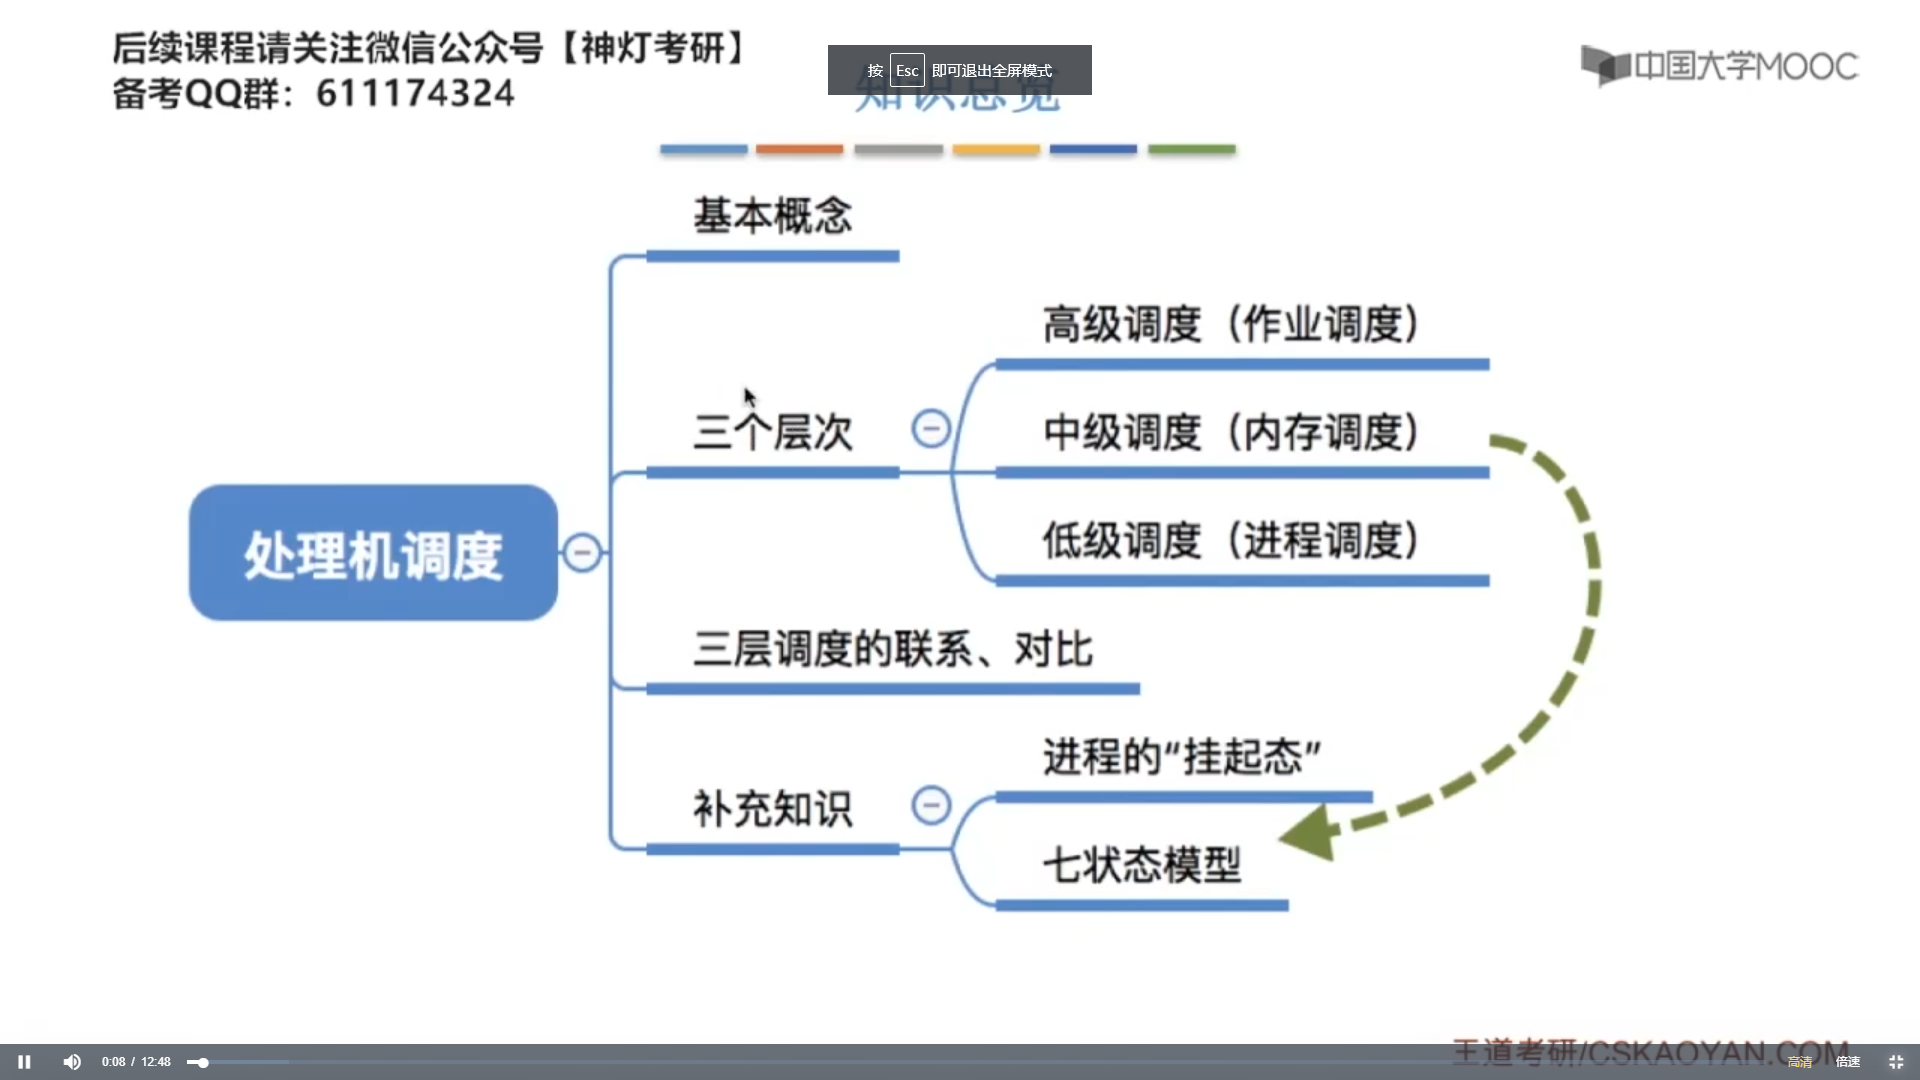 后续课程请关注微信公众号【神灯考研】
备考QQ群：611174324
按 Esc 即可退出全屏模式
知识总览
中国大学MOOC
基本概念
高级调度（作业调度）
三个层次
中级调度（内存调度）
低级调度（进程调度）
处理机调度
三层调度的联系、对比
进程的“挂起态”
补充知识
七状态模型
王道考研/CSKAOYAN.COM
0:08 / 12:48
高清
倍速